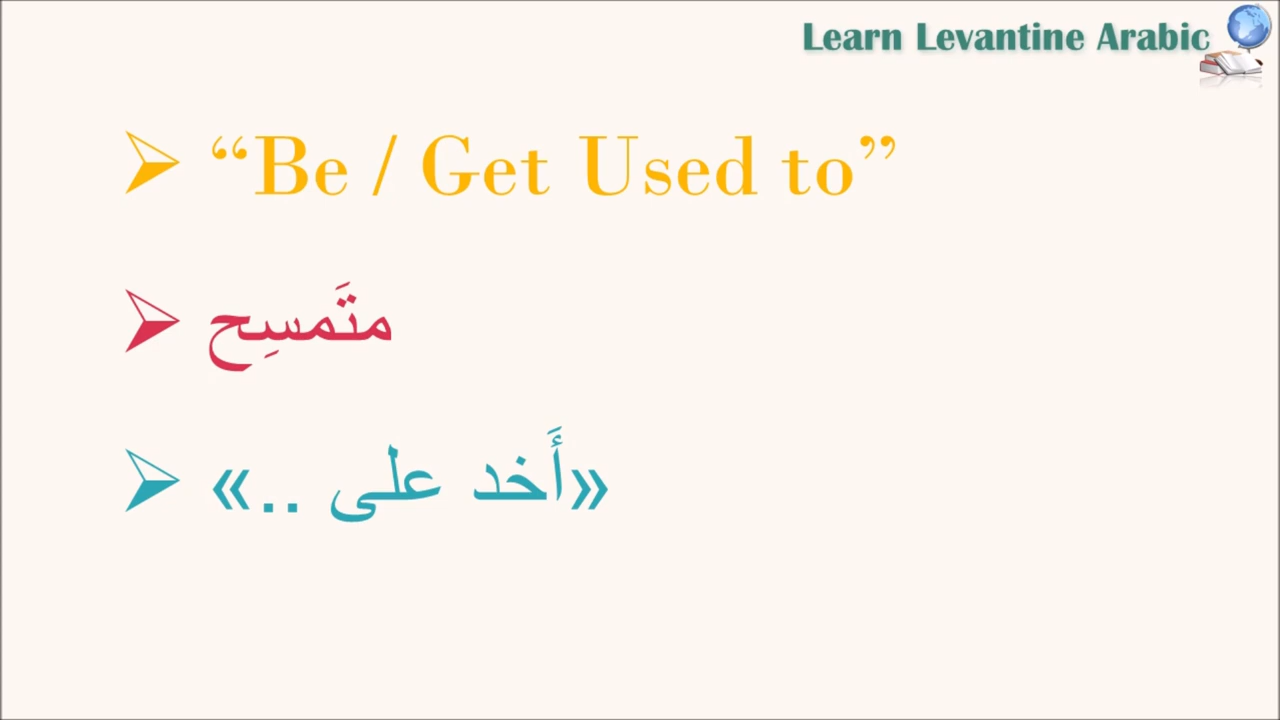 Learn Levantine Arabic
“Be / Get Used to”
متَمسِح
«أَخد على ..»